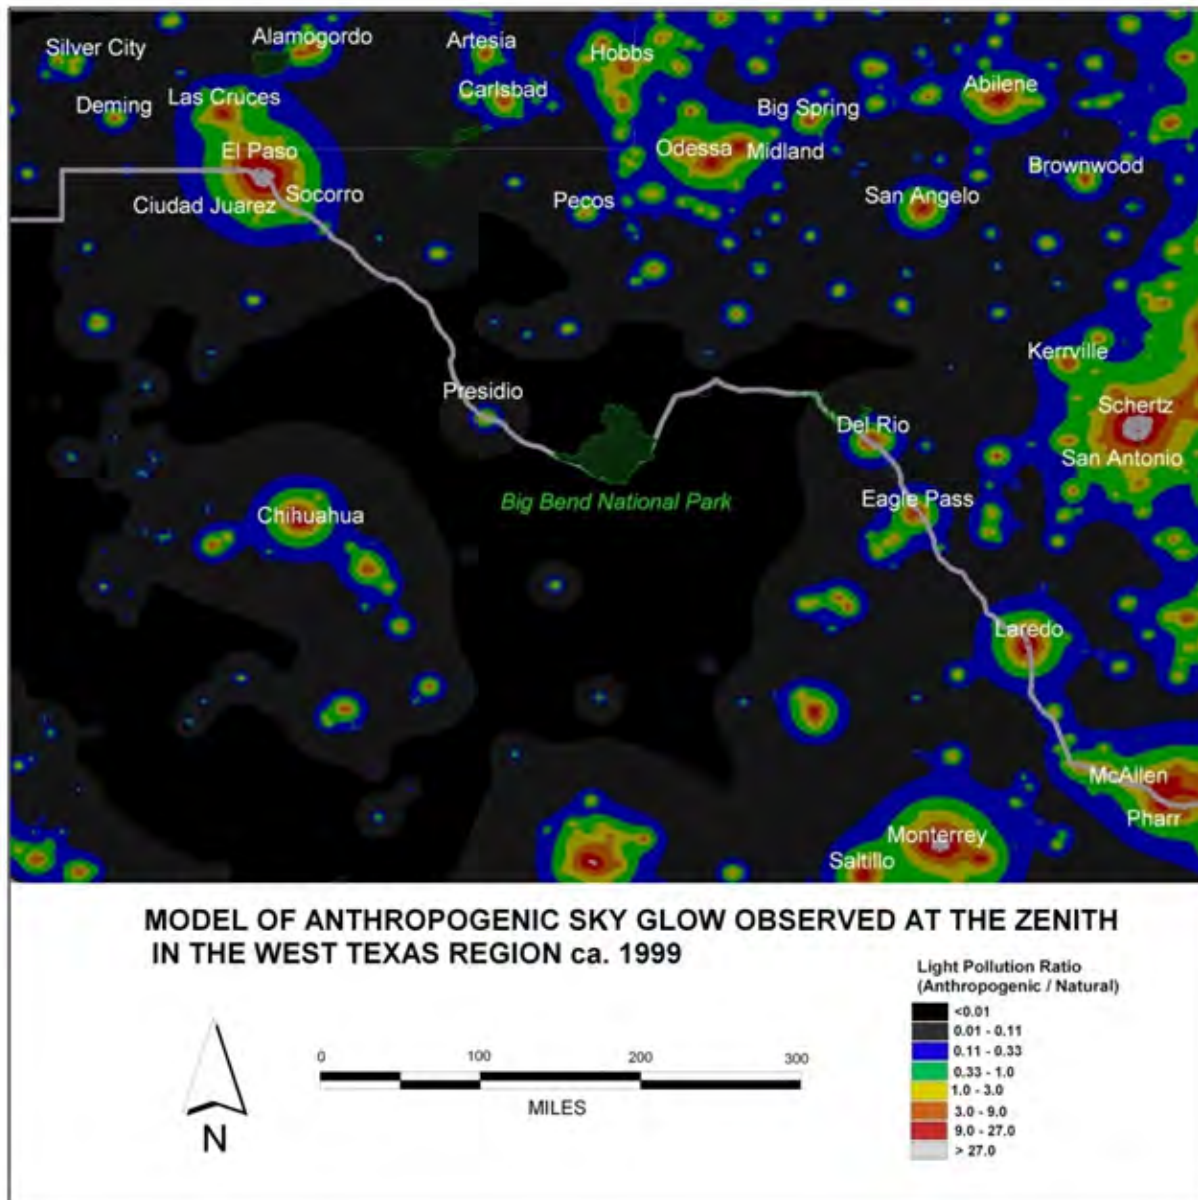 Silver City
Alamogordo
Artesia
Hobbs
Deming
Las Cruces
Carlsbad
Big Spring
Abilene
El Paso
Odessa
Midland
Brownwood
Ciudad Juarez
Socorro
Pecos
San Angelo
Kerrville
Presidio
Schertz
Del Rio
San Antonio
Big Bend National Park
Eagle Pass
Chihuahua
Laredo
McAllen
Pharr
Monterrey
Saltillo
MODEL OF ANTHROPOGENIC SKY GLOW OBSERVED AT THE ZENITH
IN THE WEST TEXAS REGION ca. 1999
Light Pollution Ratio
(Anthropogenic / Natural)
<0.01
0.01 - 0.11
0.11 - 0.33
0.33 - 1.0
1.0 - 3.0
3.0 - 9.0
9.0 - 27.0
> 27.0
0 100 200 300
MILES
N